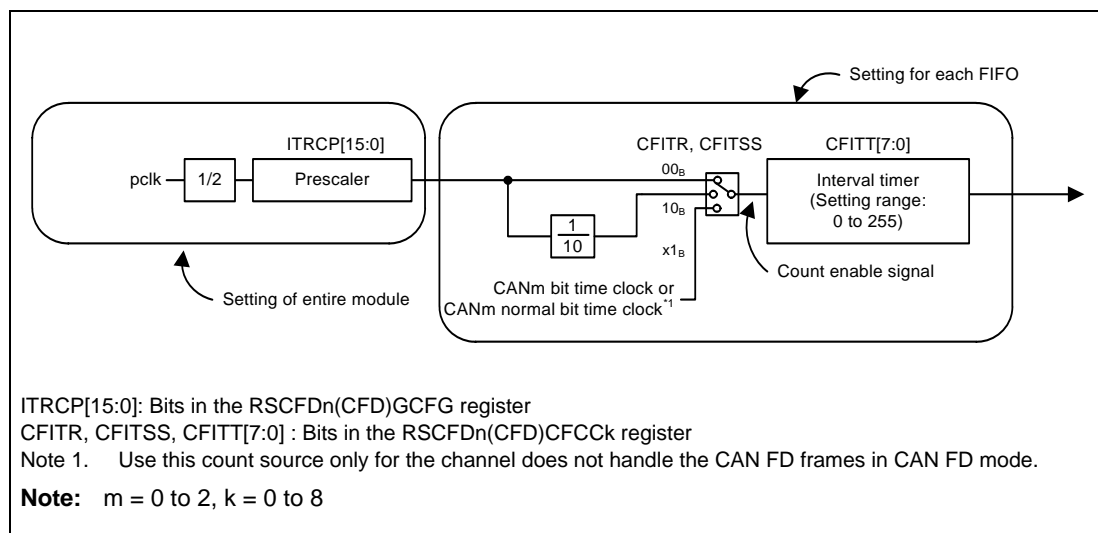 Setting for each FIFO
ITRCP[15:0]
CFITR, CFITSS
CFITT[7:0]
pclk
1/2
Prescaler
00B
Interval timer
(Setting range:
0 to 255)
10B
1
10
x1B
Count enable signal
Setting of entire module
CANm bit time clock or
CANm normal bit time clock*1
ITRCP[15:0]: Bits in the RSCFDn(CFD)GCFG register
CFITR, CFITSS, CFITT[7:0] : Bits in the RSCFDn(CFD)CFCCk register
Note 1. Use this count source only for the channel does not handle the CAN FD frames in CAN FD mode.
Note: m = 0 to 2, k = 0 to 8